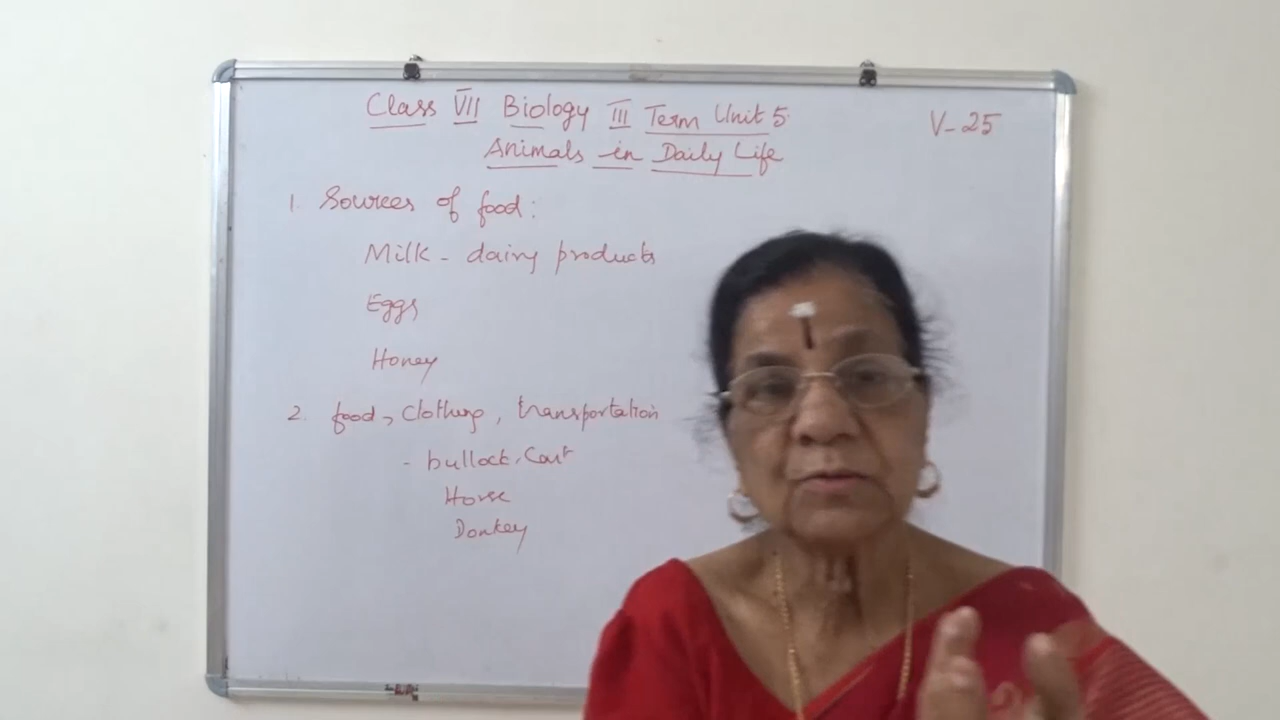 Class VII Biology III Term Unit 5
V-25
Animals in Daily Life
1. Sources of food:
Milk - dairy products
Eggs
Honey
2. food, Clothing, transportation
- bullock. Cart
Horse
Donkey